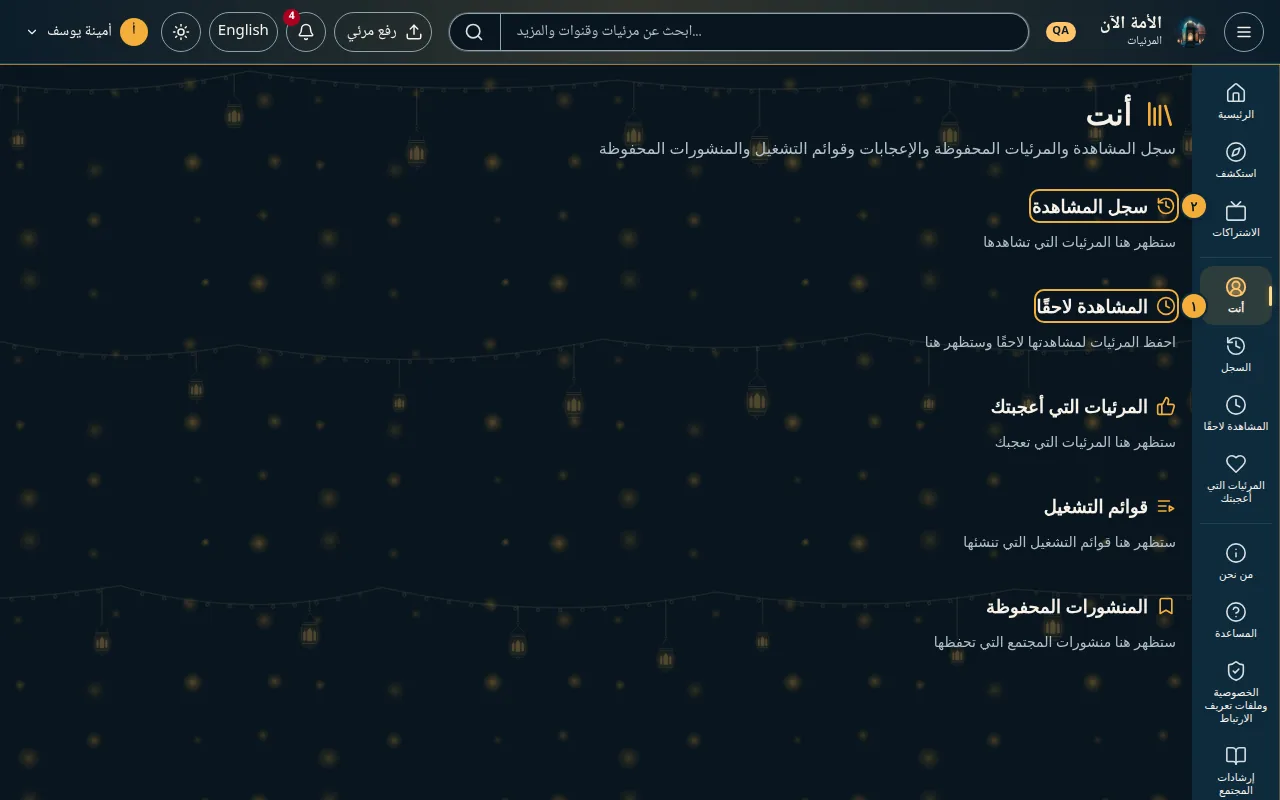 الأمة الآن
المرئيات
QA
ابحث عن مرئيات وقنوات والمزيد...
رفع مرئي
4
English
أ
أمينة يوسف
الرئيسية
استكشف
الاشتراكات
أنت
السجل
المشاهدة لاحقًا
المرئيات التي
أعجبتك
من نحن
المساعدة
الخصوصية
وملفات تعريف
الارتباط
إرشادات
المجتمع
أنت
سجل المشاهدة والمرئيات المحفوظة والإعجابات وقوائم التشغيل والمنشورات المحفوظة
٢
سجل المشاهدة
ستظهر هنا المرئيات التي تشاهدها
١
المشاهدة لاحقًا
احفظ المرئيات لمشاهدتها لاحقًا وستظهر هنا
المرئيات التي أعجبتك
ستظهر هنا المرئيات التي تعجبك
قوائم التشغيل
ستظهر هنا قوائم التشغيل التي تنشئها
المنشورات المحفوظة
ستظهر هنا منشورات المجتمع التي تحفظها